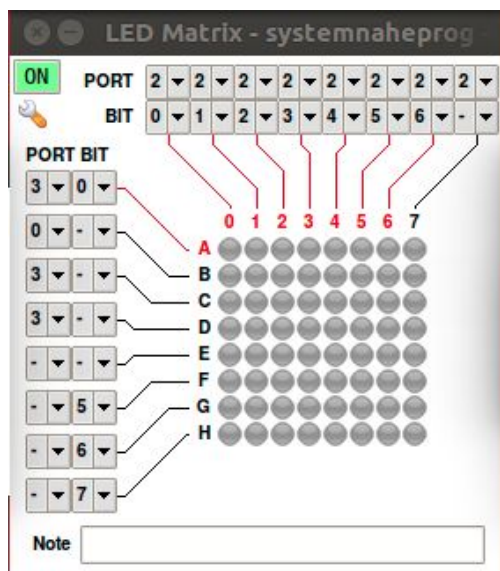 LED Matrix - systemnaheprog
ON PORT 2 2 2 2 2 2 2 2
BIT 0 1 2 3 4 5 6 -
PORT BIT
3 0
0 1 2 3 4 5 6 7
A
0 -
B
3 -
C
3 -
D
- -
E
- 5
F
- 6
G
- 7
H
Note